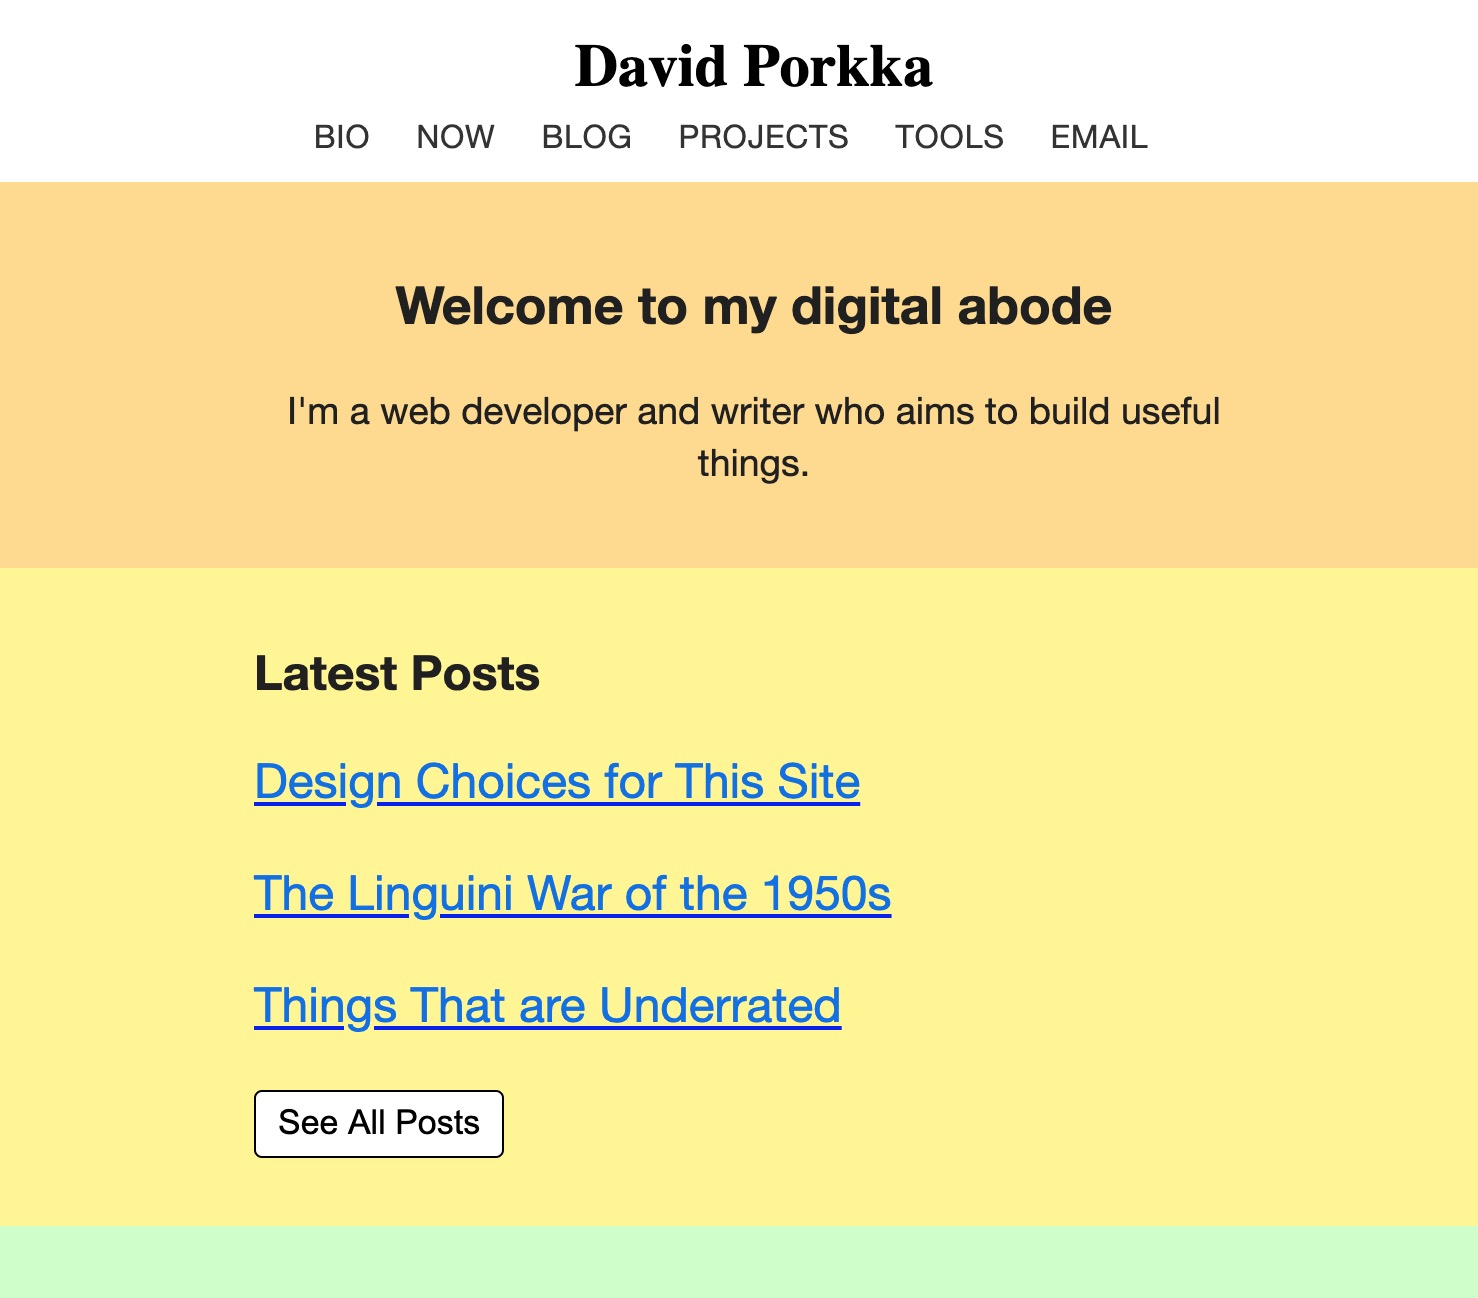 David Porkka
BIO NOW BLOG PROJECTS TOOLS EMAIL
Welcome to my digital abode
I'm a web developer and writer who aims to build useful
things.
Latest Posts
Design Choices for This Site
The Linguini War of the 1950s
Things That are Underrated
See All Posts